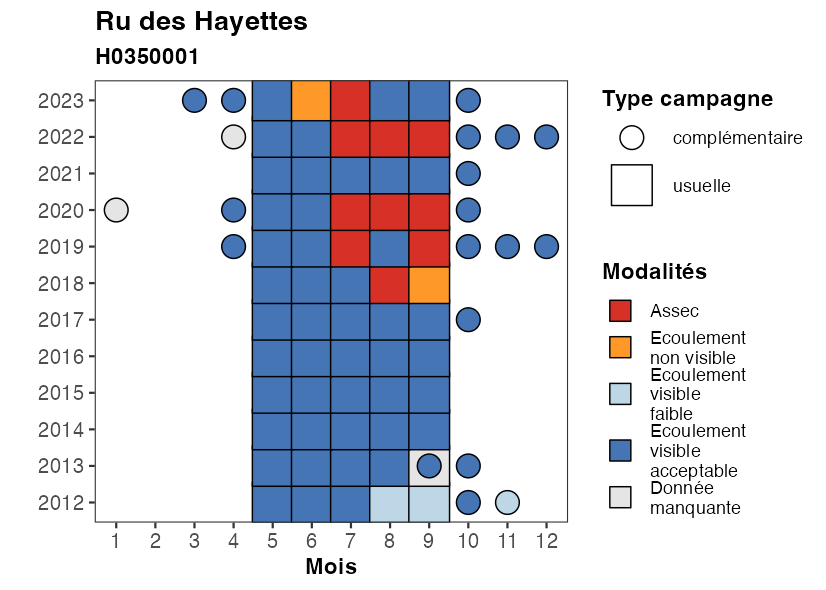 Ru des Hayettes
H0350001
2023
2022
2021
2020
2019
2018
2017
2016
2015
2014
2013
2012
1 2 3 4 5 6 7 8 9 10 11 12
Mois
Type campagne
complémentaire
usuelle
Modalités
Assec
Ecoulement
non visible
Ecoulement
visible
faible
Ecoulement
visible
acceptable
Donnée
manquante